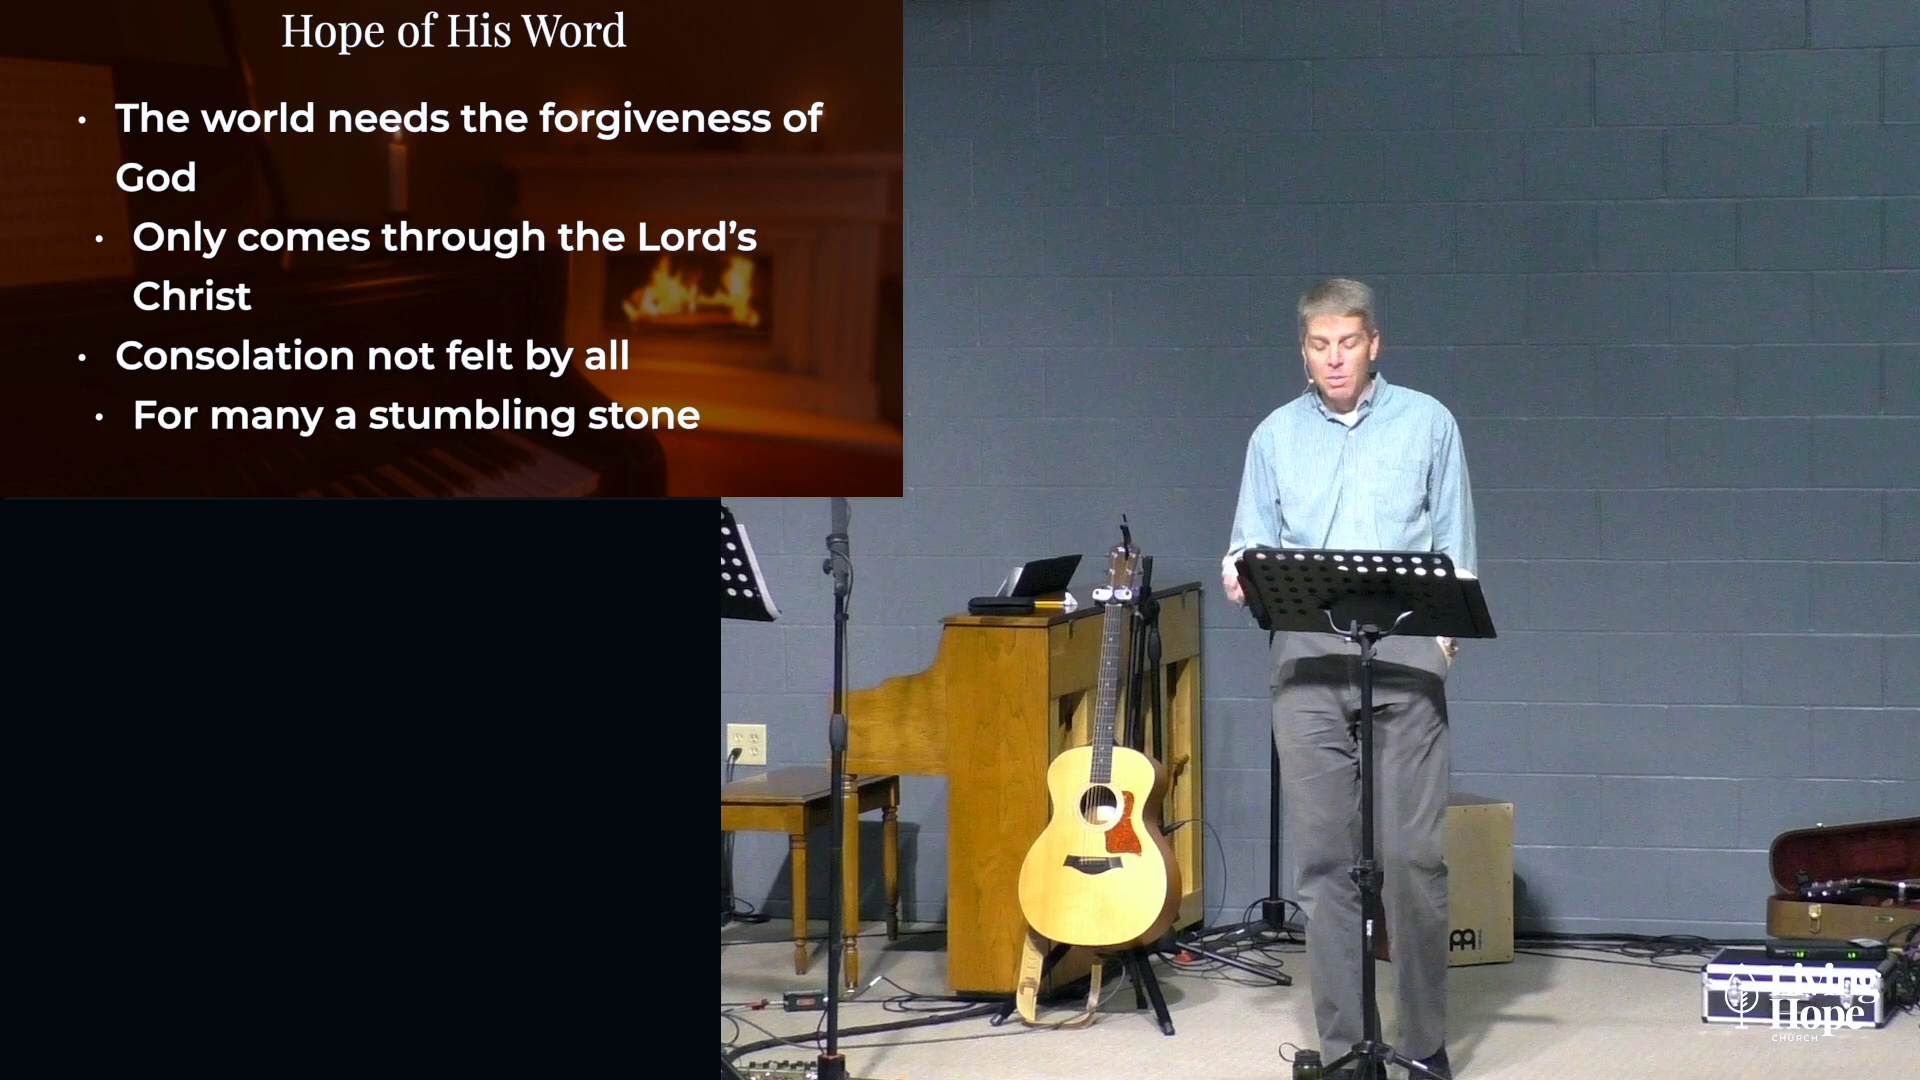 Hope of His Word
• The world needs the forgiveness of
God
• Only comes through the Lord’s
Christ
• Consolation not felt by all
• For many a stumbling stone
Living
Hope
CHURCH